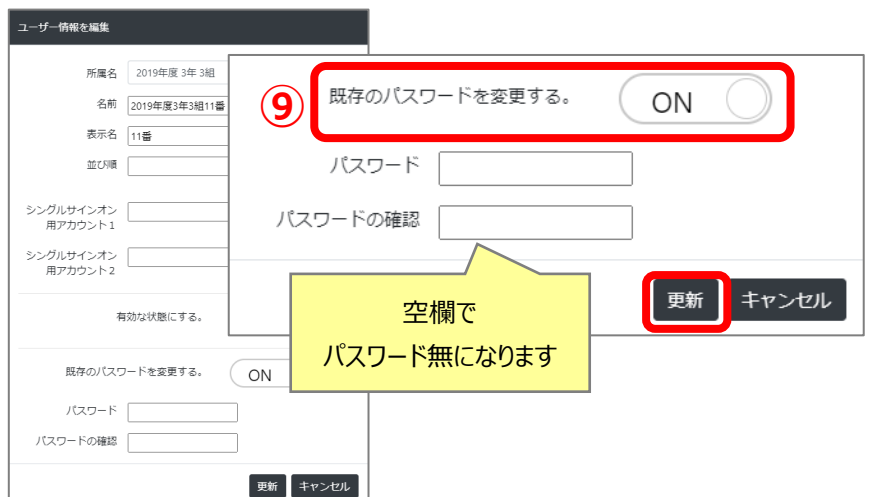 ユーザー情報を編集
所属名 2019年度 3年 3組
名前 2019年度3年3組11番
表示名 11番
並び順
シングルサインオン
用アカウント1
シングルサインオン
用アカウント2
有効な状態にする。
既存のパスワードを変更する。 ON
パスワード
パスワードの確認
更新 キャンセル
⑨ 既存のパスワードを変更する。 ON
パスワード
パスワードの確認
更新 キャンセル
空欄で
パスワード無になります